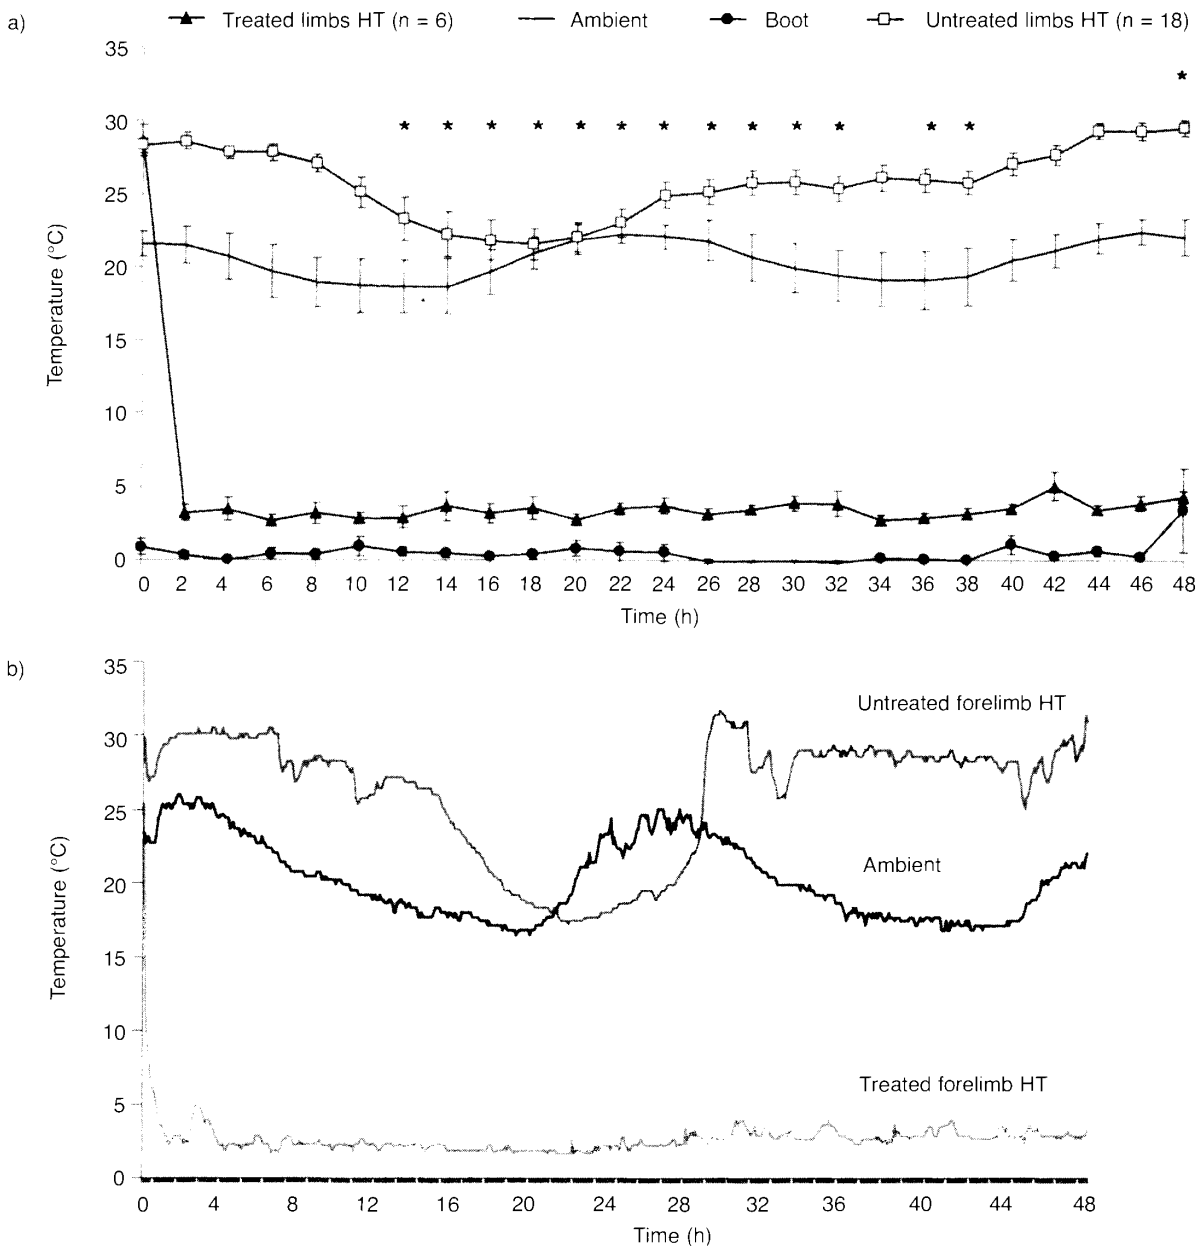 a)
Treated limbs HT (n = 6) Ambient Boot Untreated limbs HT (n = 18)
35
30
25
20
15
10
5
0
Temperature (°C)
* * * * * * * * * * * * * *
0 2 4 6 8 10 12 14 16 18 20 22 24 26 28 30 32 34 36 38 40 42 44 46 48
Time (h)
b)
35
30
25
20
15
10
5
0
Temperature (°C)
Untreated forelimb HT
Ambient
Treated forelimb HT
0 4 8 12 16 20 24 28 32 36 40 44 48
Time (h)